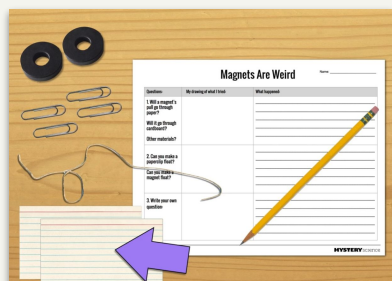 Magnets Are Weird
Name:
Questions:
My drawing of what I tried:
What happened:
1. Will a magnet's
pull go through
paper?
Will it go through
cardboard?
Other materials?
2. Can you make a
paperclip float?
Can you make a
magnet float?
3. Write your own
question:
MYSTERY science